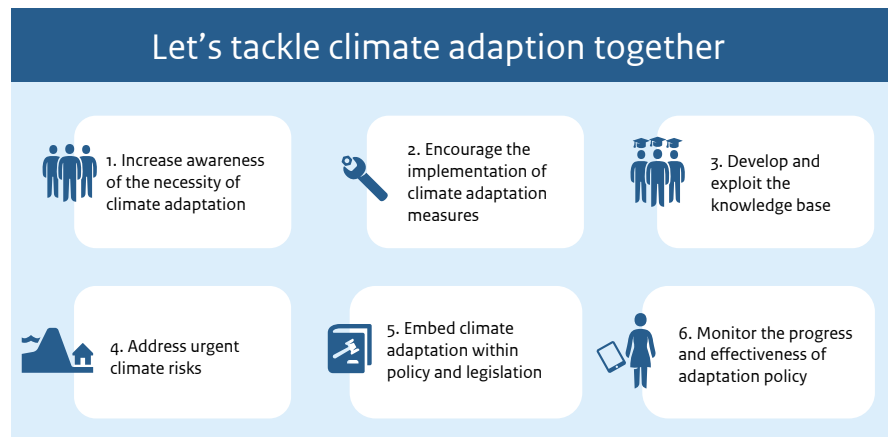 Let’s tackle climate adaption together
1. Increase awareness
of the necessity of
climate adaptation
2. Encourage the
implementation of
climate adaptation
measures
3. Develop and
exploit the
knowledge base
4. Address urgent
climate risks
5. Embed climate
adaptation within
policy and legislation
6. Monitor the progress
and effectiveness of
adaptation policy